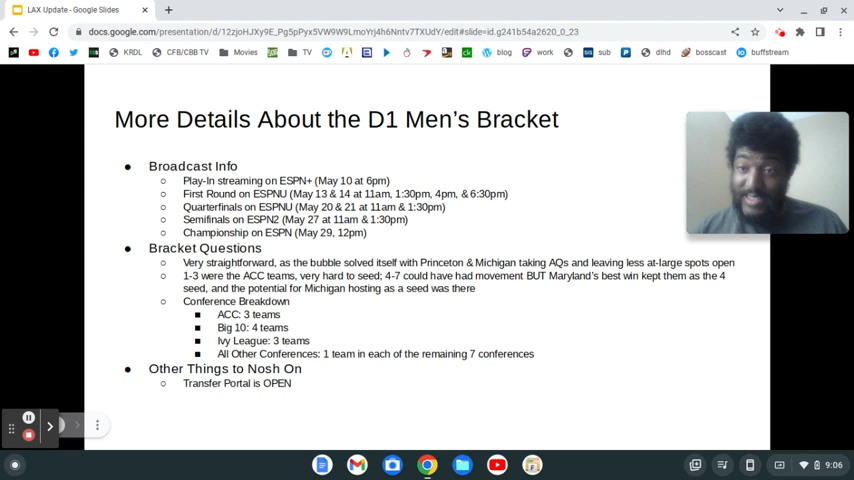 LAX Update - Google Slides
docs.google.com/presentation/d/12zjoHJXy9E_Pg5pPyx5VW9W9LmoYrj4h6Nntv7TXUdY/edit#slide=id.g241b54a2620_0_23
KRDL CFB/CBB TV Movies TV blog work sub dlhd bosscast buffstream
More Details About the D1 Men's Bracket
● Broadcast Info
○ Play-In streaming on ESPN+ (May 10 at 6pm)
○ First Round on ESPNU (May 13 & 14 at 11am, 1:30pm, 4pm, & 6:30pm)
○ Quarterfinals on ESPNU (May 20 & 21 at 11am & 1:30pm)
○ Semifinals on ESPN2 (May 27 at 11am & 1:30pm)
○ Championship on ESPN (May 29, 12pm)
● Bracket Questions
○ Very straightforward, as the bubble solved itself with Princeton & Michigan taking AQs and leaving less at-large spots open
○ 1-3 were the ACC teams, very hard to seed; 4-7 could have had movement BUT Maryland's best win kept them as the 4
seed, and the potential for Michigan hosting as a seed was there
○ Conference Breakdown
■ ACC: 3 teams
■ Big 10: 4 teams
■ Ivy League: 3 teams
■ All Other Conferences: 1 team in each of the remaining 7 conferences
● Other Things to Nosh On
○ Transfer Portal is OPEN
9:06